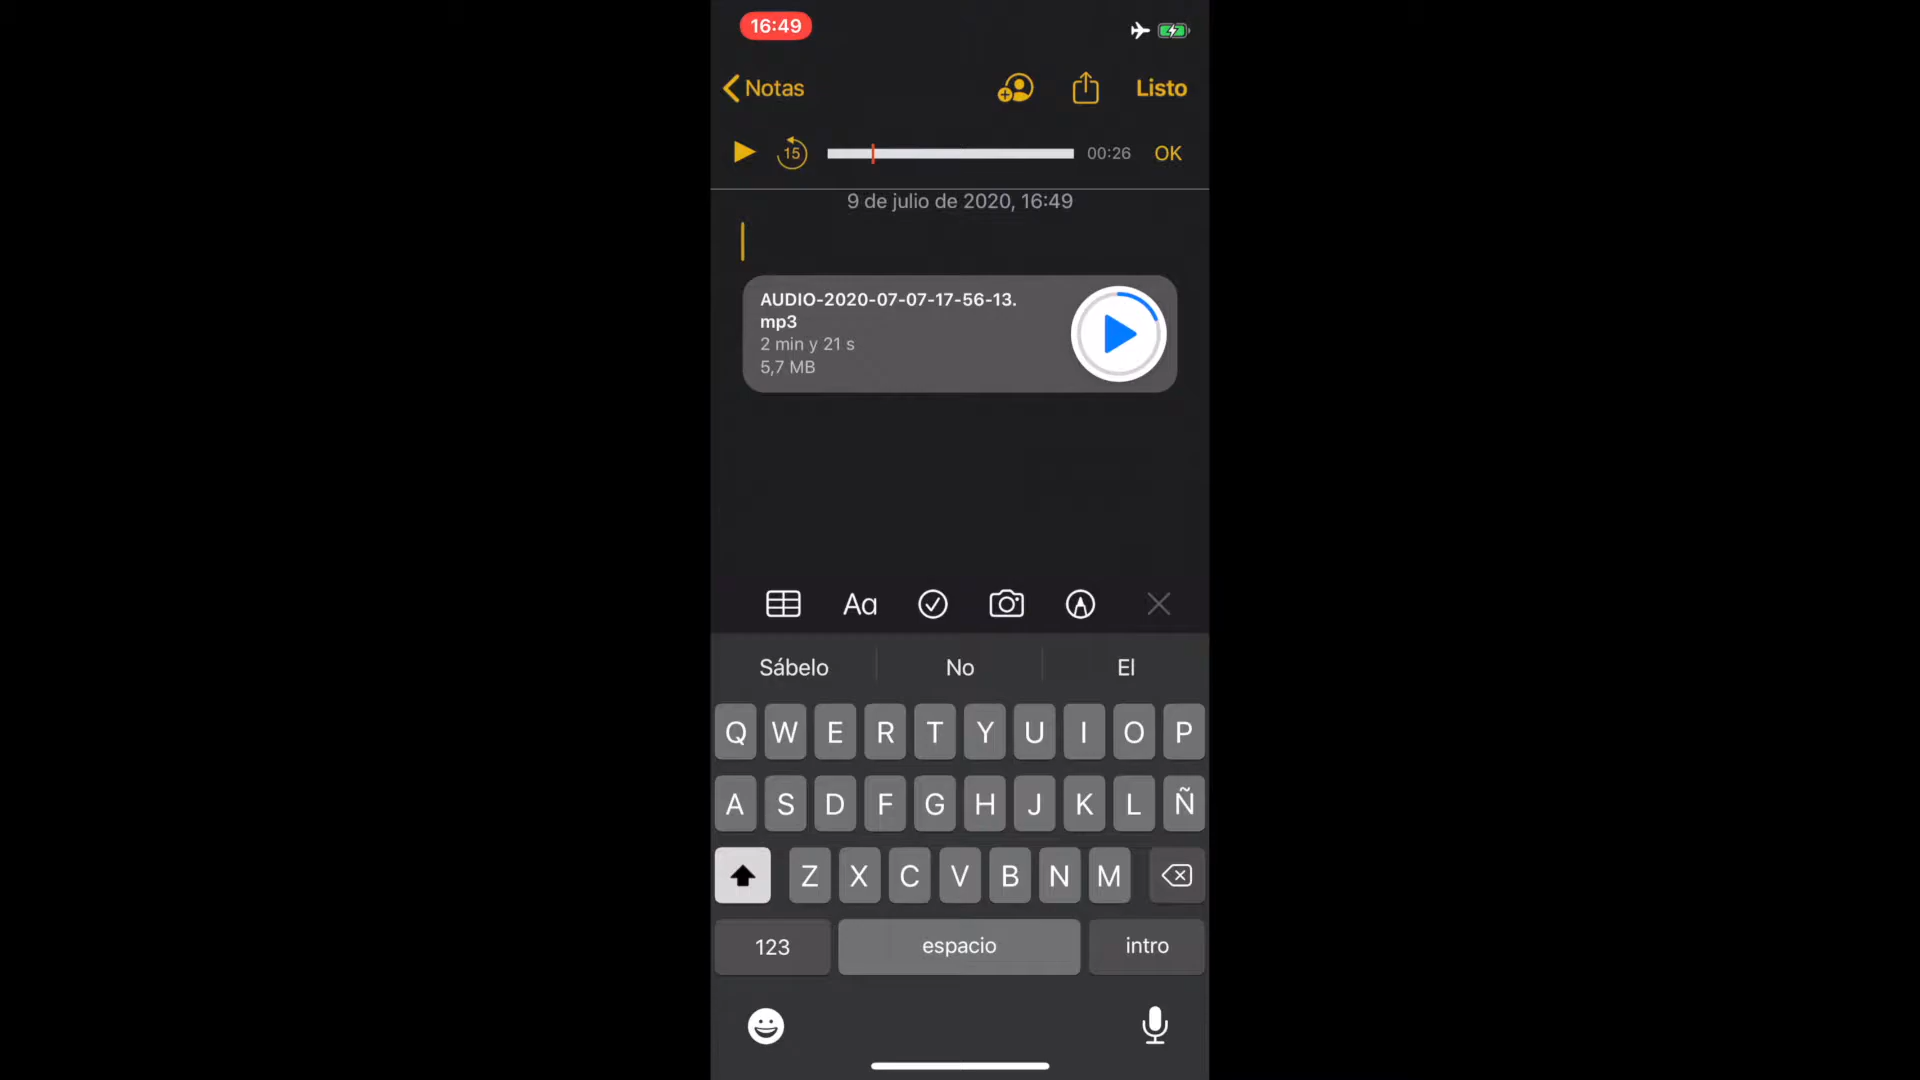 16:49
Notas
Listo
15
00:26
OK
9 de julio de 2020, 16:49
AUDIO-2020-07-07-17-56-13.
mp3
2 min y 21 s
5,7 MB
Aa
Sábelo No El
Q W E R T Y U I O P
A S D F G H J K L Ñ
Z X C V B N M
123 espacio intro